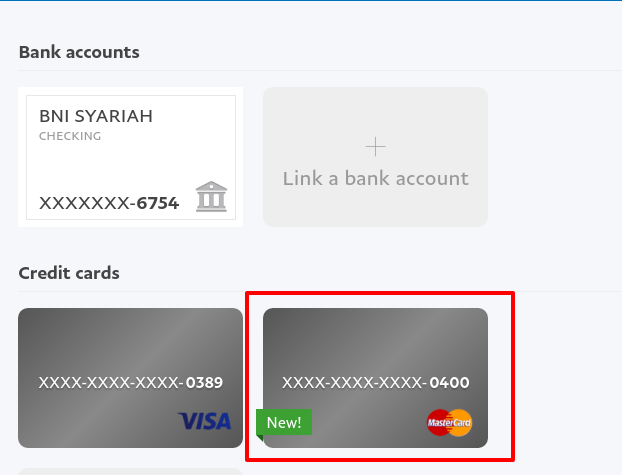 Bank accounts
BNI SYARIAH
CHECKING
XXXXXXX-6754
Link a bank account
Credit cards
XXXX-XXXX-XXXX-0389
VISA
XXXX-XXXX-XXXX-0400
New!
MasterCard